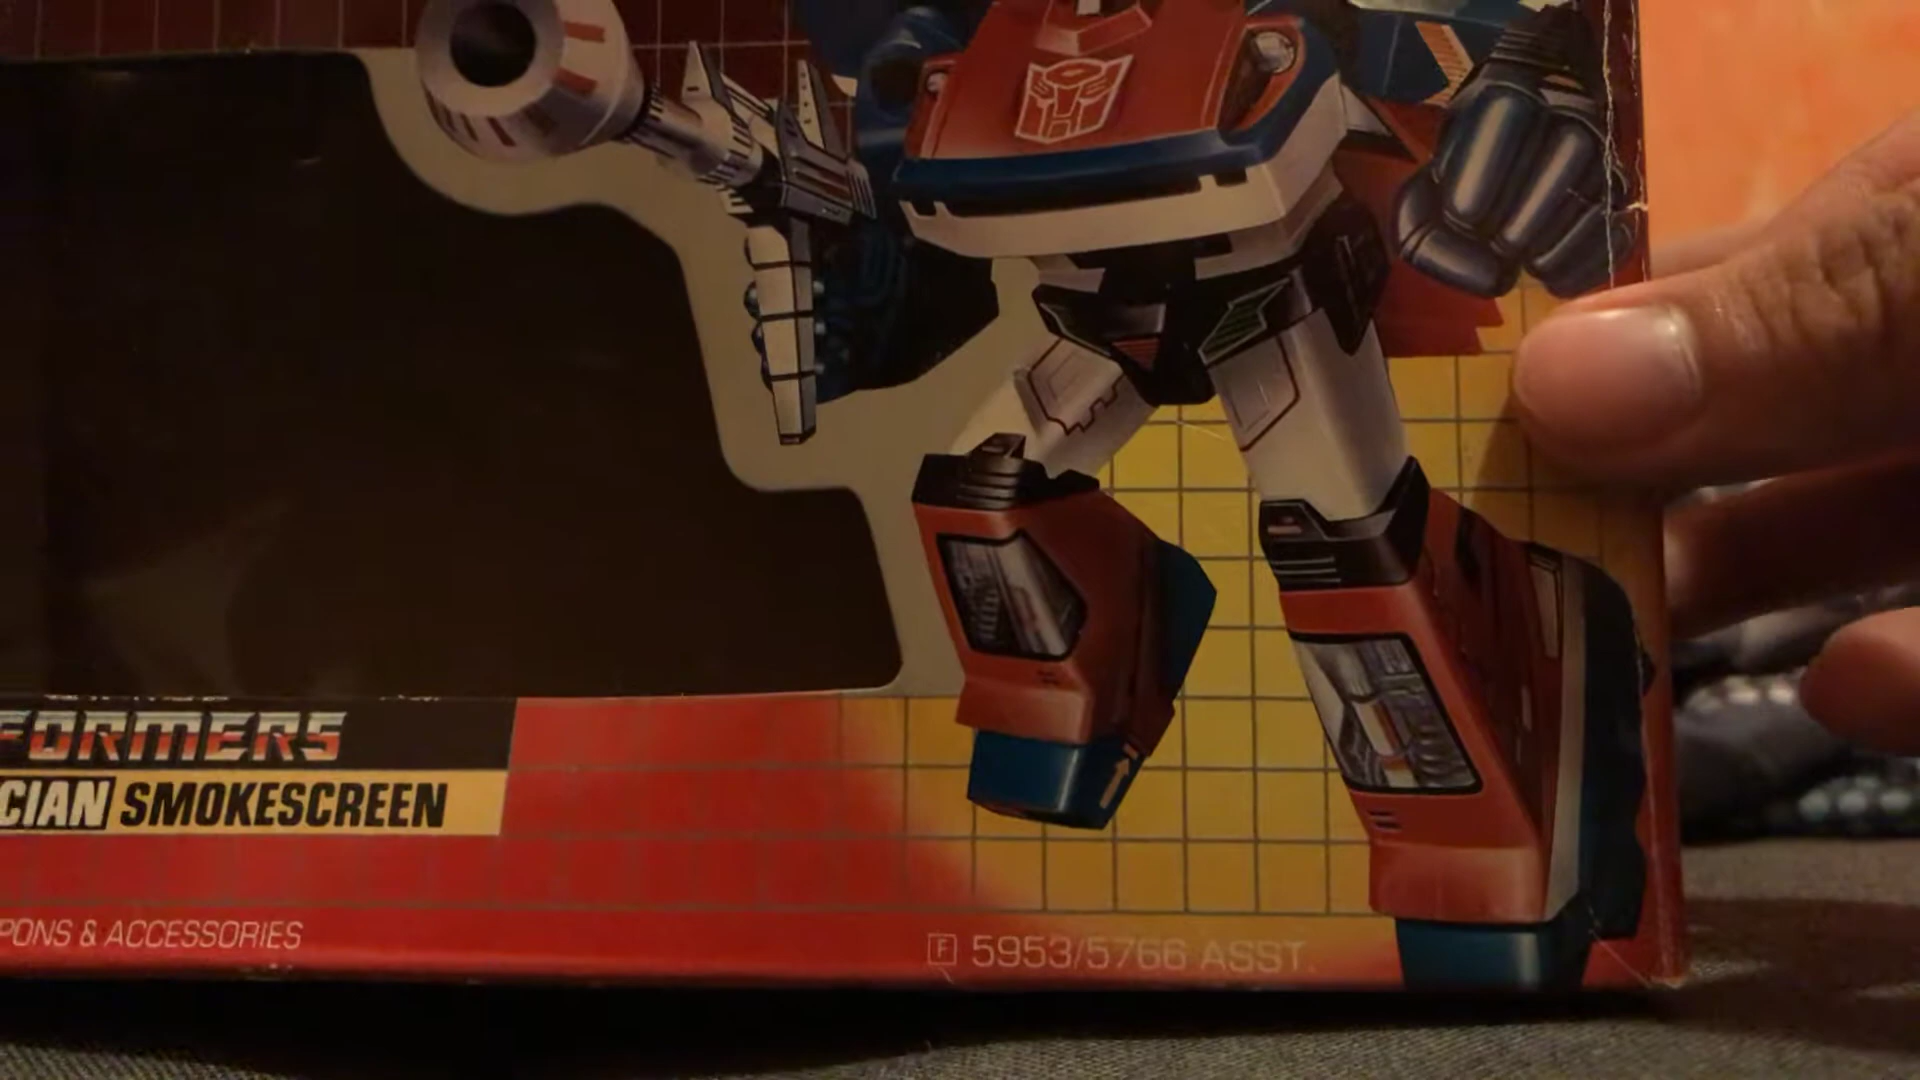 FORMERS
CIAN SMOKESCREEN
PONS & ACCESSORIES
F 5953/5766 ASST.